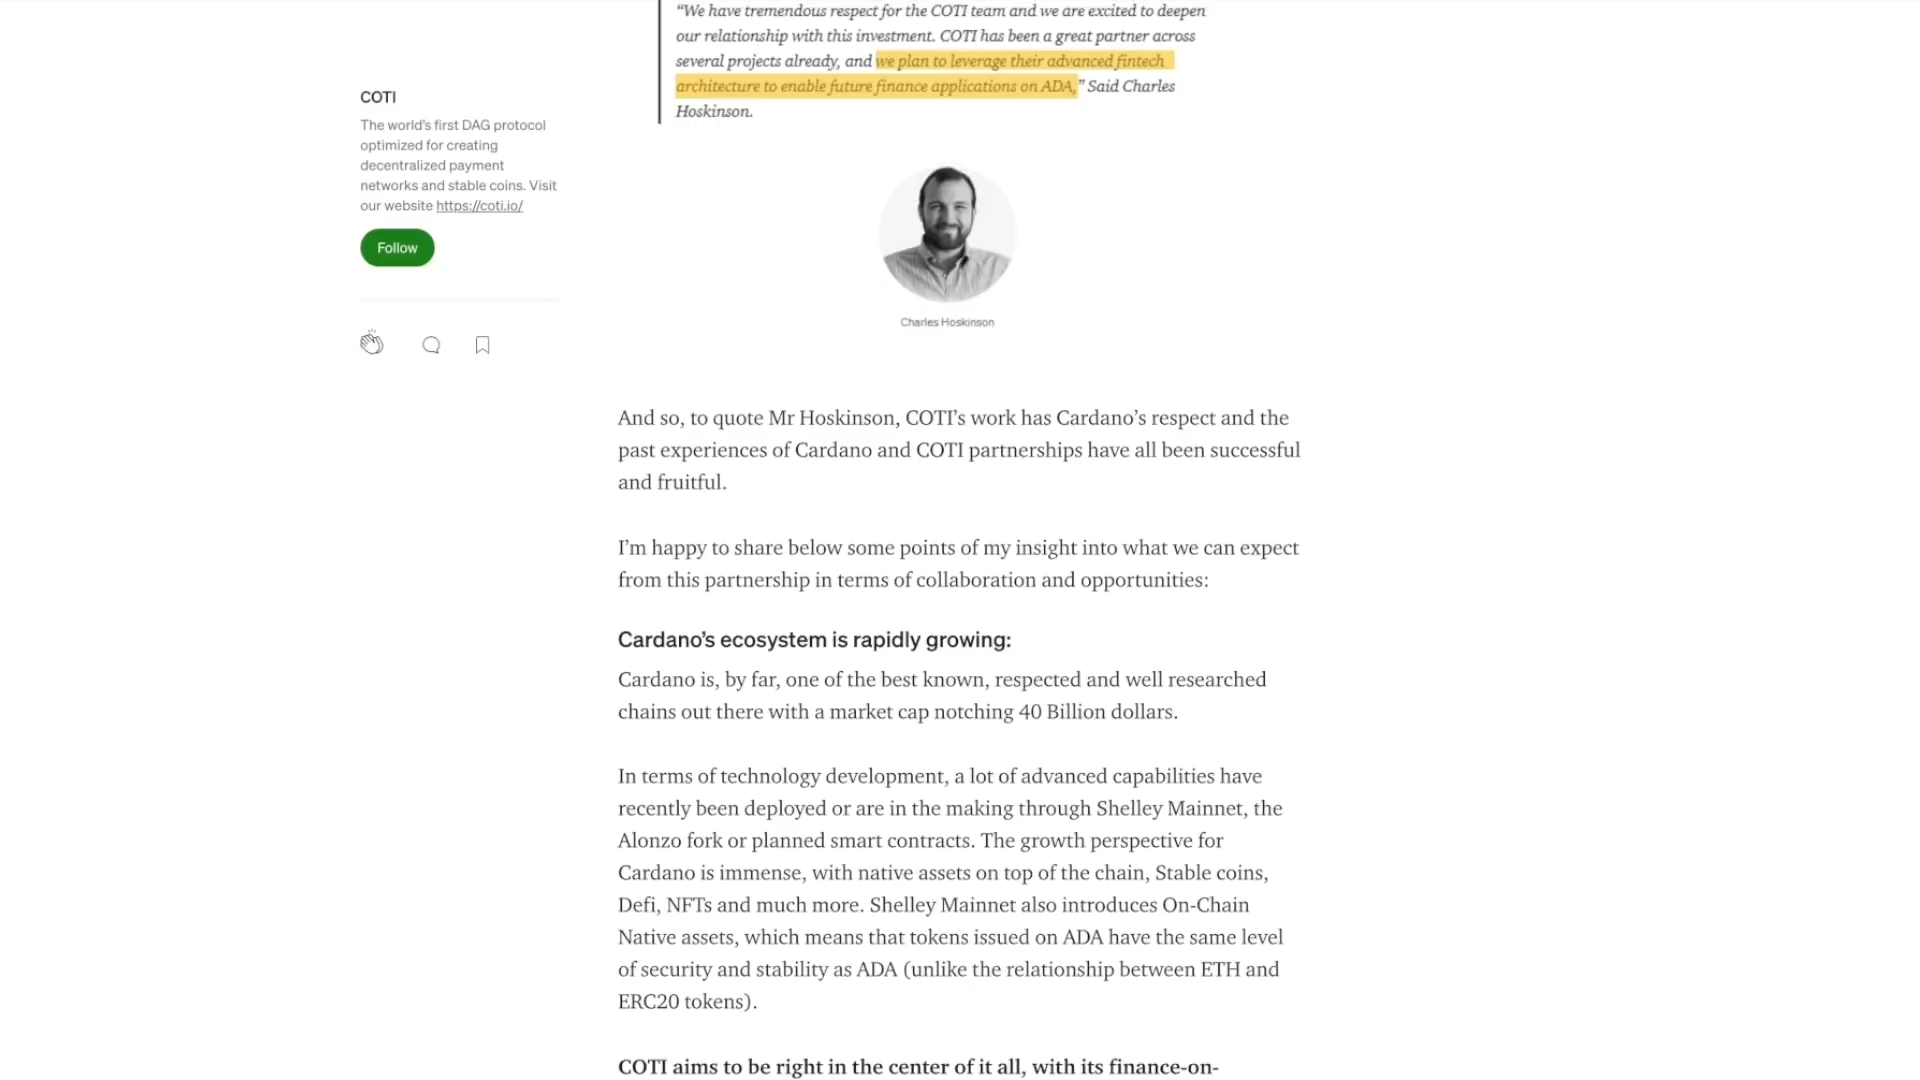 “We have tremendous respect for the COTI team and we are excited to deepen
our relationship with this investment. COTI has been a great partner across
several projects already, and we plan to leverage their advanced fintech
architecture to enable future finance applications on ADA,” Said Charles
Hoskinson.
COTI
The world's first DAG protocol
optimized for creating
decentralized payment
networks and stable coins. Visit
our website https://coti.io/
Follow
Charles Hoskinson
And so, to quote Mr Hoskinson, COTI’s work has Cardano’s respect and the
past experiences of Cardano and COTI partnerships have all been successful
and fruitful.
I’m happy to share below some points of my insight into what we can expect
from this partnership in terms of collaboration and opportunities:
Cardano’s ecosystem is rapidly growing:
Cardano is, by far, one of the best known, respected and well researched
chains out there with a market cap notching 40 Billion dollars.
In terms of technology development, a lot of advanced capabilities have
recently been deployed or are in the making through Shelley Mainnet, the
Alonzo fork or planned smart contracts. The growth perspective for
Cardano is immense, with native assets on top of the chain, Stable coins,
Defi, NFTs and much more. Shelley Mainnet also introduces On-Chain
Native assets, which means that tokens issued on ADA have the same level
of security and stability as ADA (unlike the relationship between ETH and
ERC20 tokens).
COTI aims to be right in the center of it all, with its finance-on-